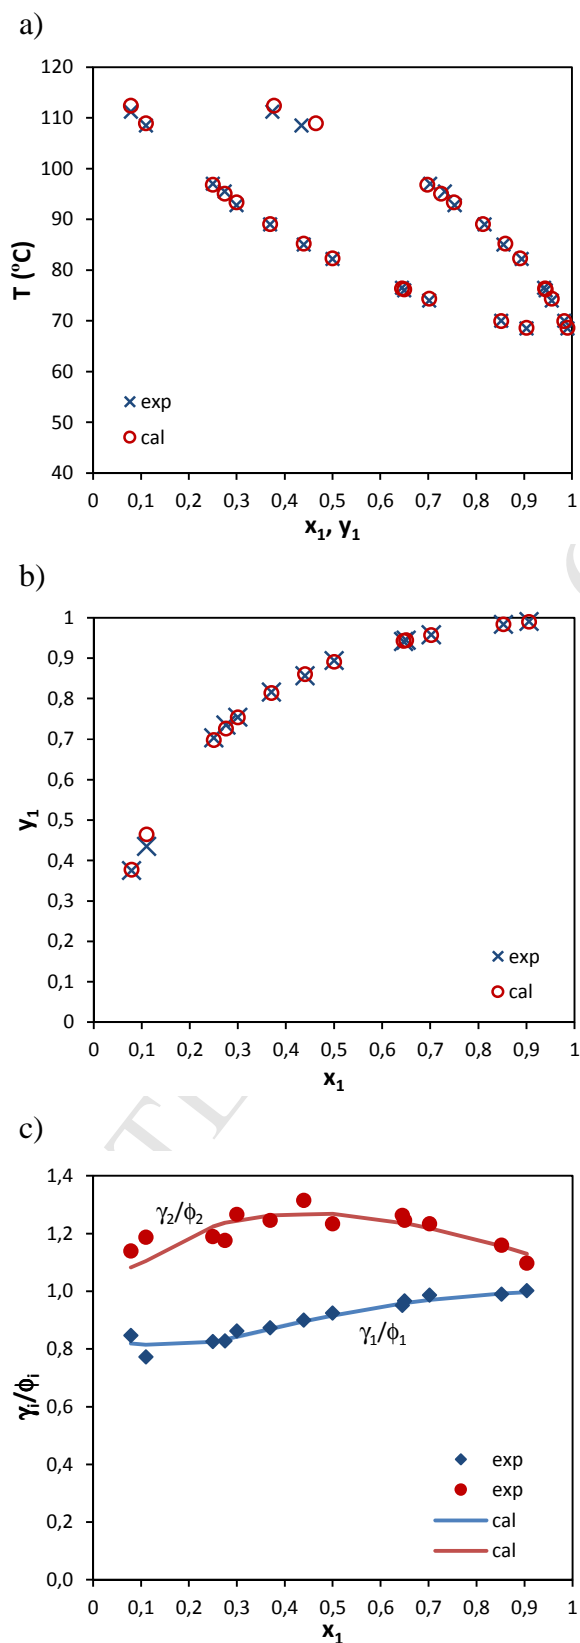 a)
120
110
100
90
80
70
60
50
40
T (ºC)
exp
cal
0 0,1 0,2 0,3 0,4 0,5 0,6 0,7 0,8 0,9 1
x₁, y₁
b)
1
0,9
0,8
0,7
0,6
0,5
0,4
0,3
0,2
0,1
0
y₁
exp
cal
0 0,1 0,2 0,3 0,4 0,5 0,6 0,7 0,8 0,9 1
x₁
c)
1,4
1,2
1,0
0,8
0,6
0,4
0,2
0,0
γᵢ/ϕᵢ
γ₂/ϕ₂
γ₁/ϕ₁
exp
exp
cal
cal
0 0,1 0,2 0,3 0,4 0,5 0,6 0,7 0,8 0,9 1
x₁